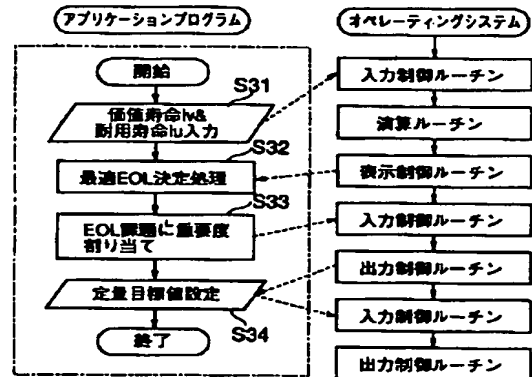 アプリケーションプログラム
開始
S31
価値寿命lv&
耐用寿命lu入力
S32
最適EOL決定処理
S33
EOL課題に重要度
割り当て
定量目標値設定
S34
終了
オペレーティングシステム
入力制御ルーチン
演算ルーチン
表示制御ルーチン
入力制御ルーチン
出力制御ルーチン
入力制御ルーチン
出力制御ルーチン